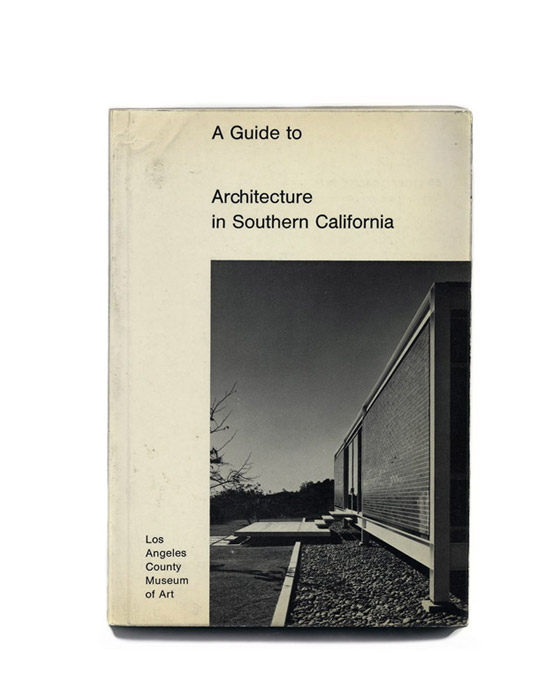 A Guide to
Architecture
in Southern California
Los
Angeles
County
Museum
of Art